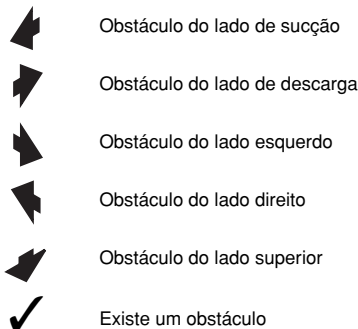 Obstáculo do lado de sucção
Obstáculo do lado de descarga
Obstáculo do lado esquerdo
Obstáculo do lado direito
Obstáculo do lado superior
Existe um obstáculo